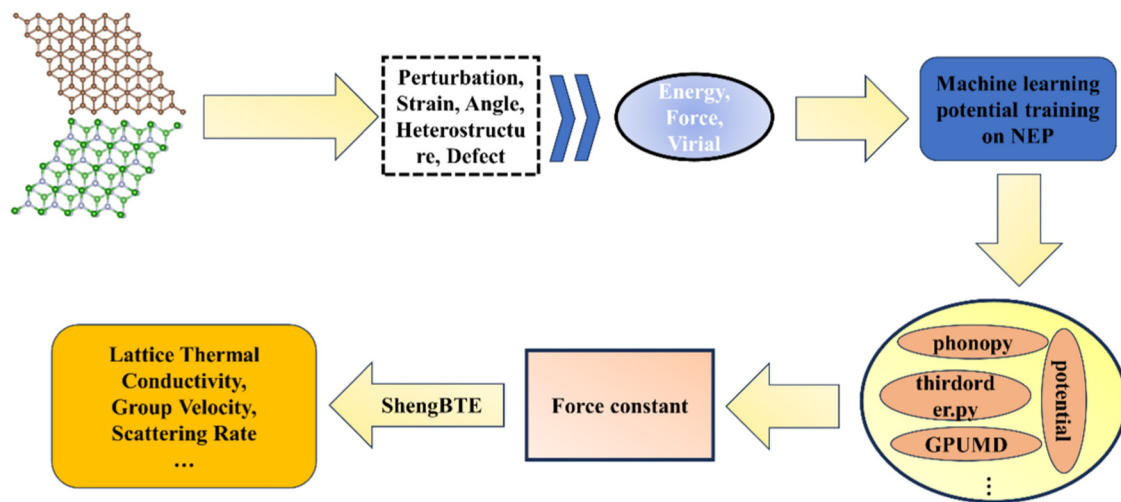 Perturbation,
Strain, Angle,
Heterostructu
re, Defect
Energy,
Force,
Virial
Machine learning
potential training
on NEP
phonopy
thirdord
er.py
GPUMD
...
potential
Force constant
ShengBTE
Lattice Thermal
Conductivity,
Group Velocity,
Scattering Rate
...